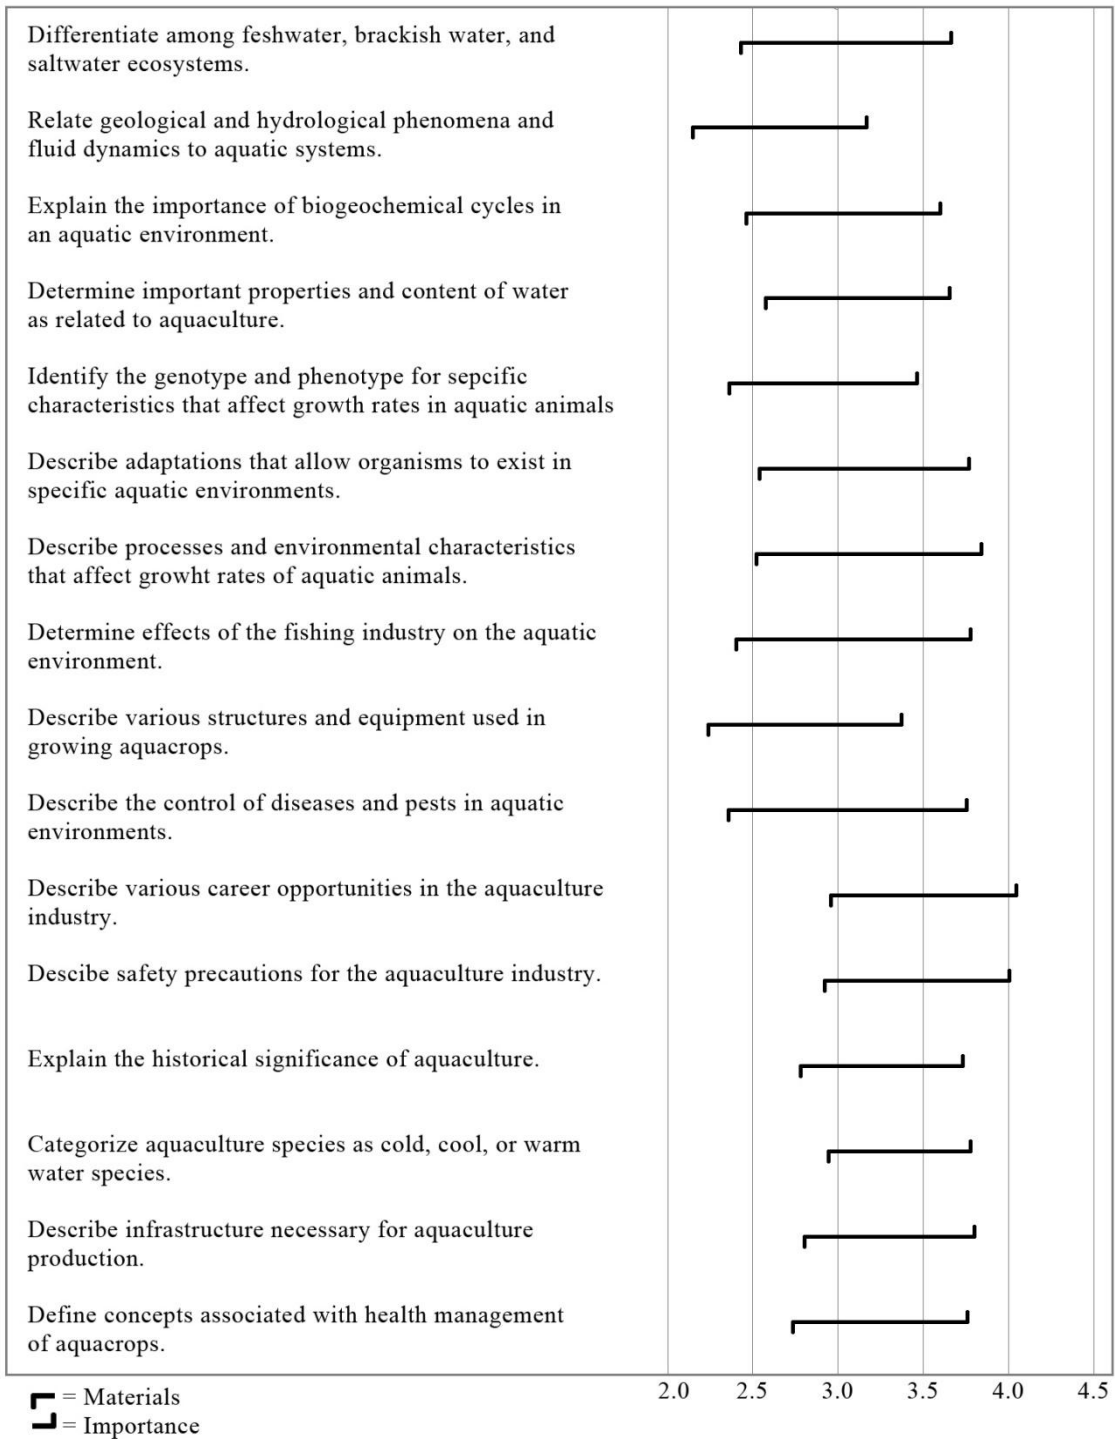 Differentiate among feshwater, brackish water, and
saltwater ecosystems.
Relate geological and hydrological phenomena and
fluid dynamics to aquatic systems.
Explain the importance of biogeochemical cycles in
an aquatic environment.
Determine important properties and content of water
as related to aquaculture.
Identify the genotype and phenotype for sepcific
characteristics that affect growth rates in aquatic animals
Describe adaptations that allow organisms to exist in
specific aquatic environments.
Describe processes and environmental characteristics
that affect growht rates of aquatic animals.
Determine effects of the fishing industry on the aquatic
environment.
Describe various structures and equipment used in
growing aquacrops.
Describe the control of diseases and pests in aquatic
environments.
Describe various career opportunities in the aquaculture
industry.
Descibe safety precautions for the aquaculture industry.
Explain the historical significance of aquaculture.
Categorize aquaculture species as cold, cool, or warm
water species.
Describe infrastructure necessary for aquaculture
production.
Define concepts associated with health management
of aquacrops.
2.0 2.5 3.0 3.5 4.0 4.5
= Materials
= Importance